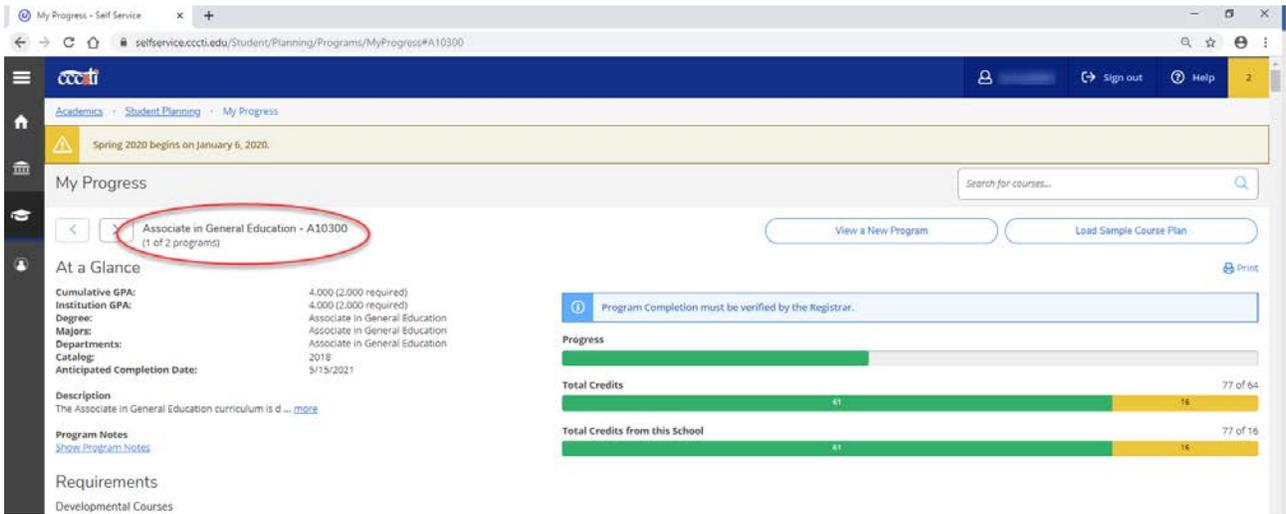 My Progress - Self Service
selfservice.cccti.edu/Student/Planning/Programs/MyProgress#A10300
cccti
Sign out
Help
2
Academics
Student Planning
My Progress
Spring 2020 begins on January 6, 2020.
My Progress
Search for courses...
Associate in General Education - A10300
(1 of 2 programs)
View a New Program
Load Sample Course Plan
At a Glance
Print
Cumulative GPA: 4.000 (2.000 required)
Institution GPA: 4.000 (2.000 required)
Degree: Associate in General Education
Majors: Associate in General Education
Departments: Associate in General Education
Catalog: 2018
Anticipated Completion Date: 5/15/2021
Description
The Associate in General Education curriculum is d ... more
Program Notes
Show Program Notes
Program Completion must be verified by the Registrar.
Progress
Total Credits 77 of 64
61 16
Total Credits from this School 77 of 16
61 16
Requirements
Developmental Courses